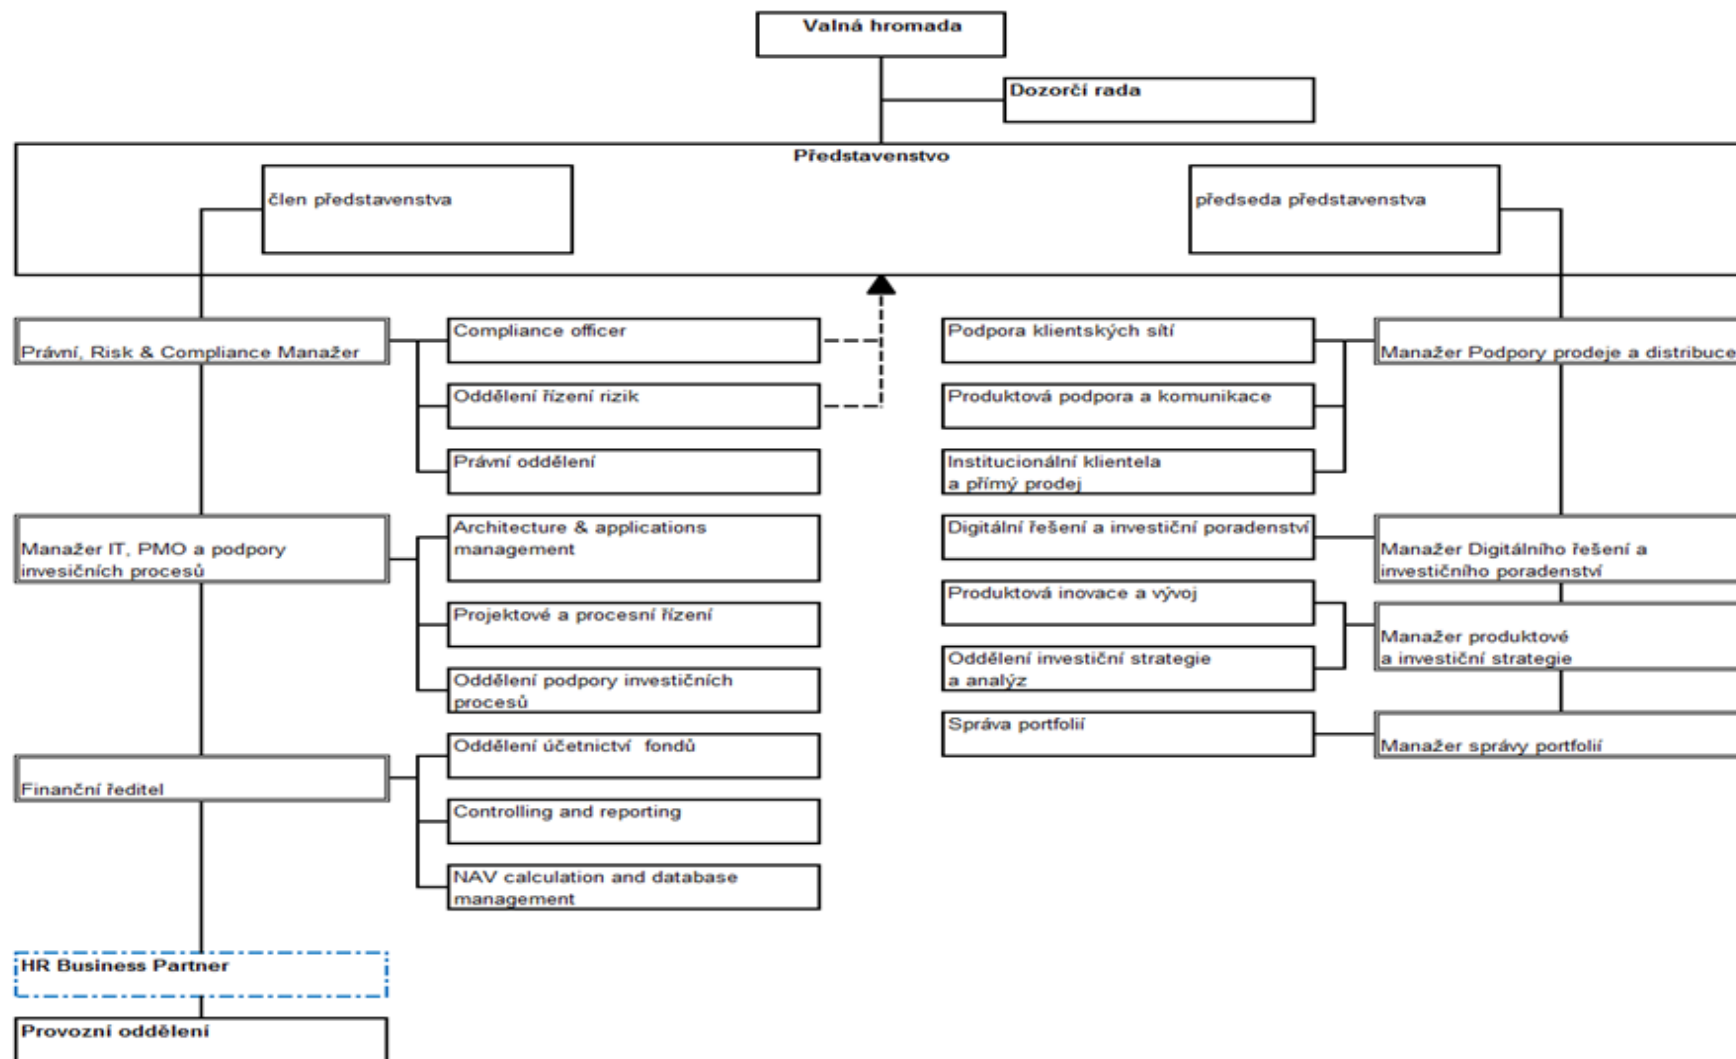 Valná hromada
Dozorčí rada
Představenstvo
člen představenstva
předseda představenstva
Právní, Risk & Compliance Manažer
Compliance officer
Oddělení řízení rizik
Právní oddělení
Manažer IT, PMO a podpory
invesičních procesů
Architecture & applications
management
Projektové a procesní řízení
Oddělení podpory investičních
procesů
Finanční ředitel
Oddělení účetnictví fondů
Controlling and reporting
NAV calculation and database
management
HR Business Partner
Provozní oddělení
Podpora klientských sítí
Produktová podpora a komunikace
Institucionální klientela
a přímý prodej
Manažer Podpory prodeje a distribuce
Digitální řešení a investiční poradenství
Manažer Digitálního řešení a
investičního poradenství
Produktová inovace a vývoj
Oddělení investiční strategie
a analýz
Manažer produktové
a investiční strategie
Správa portfolií
Manažer správy portfolií